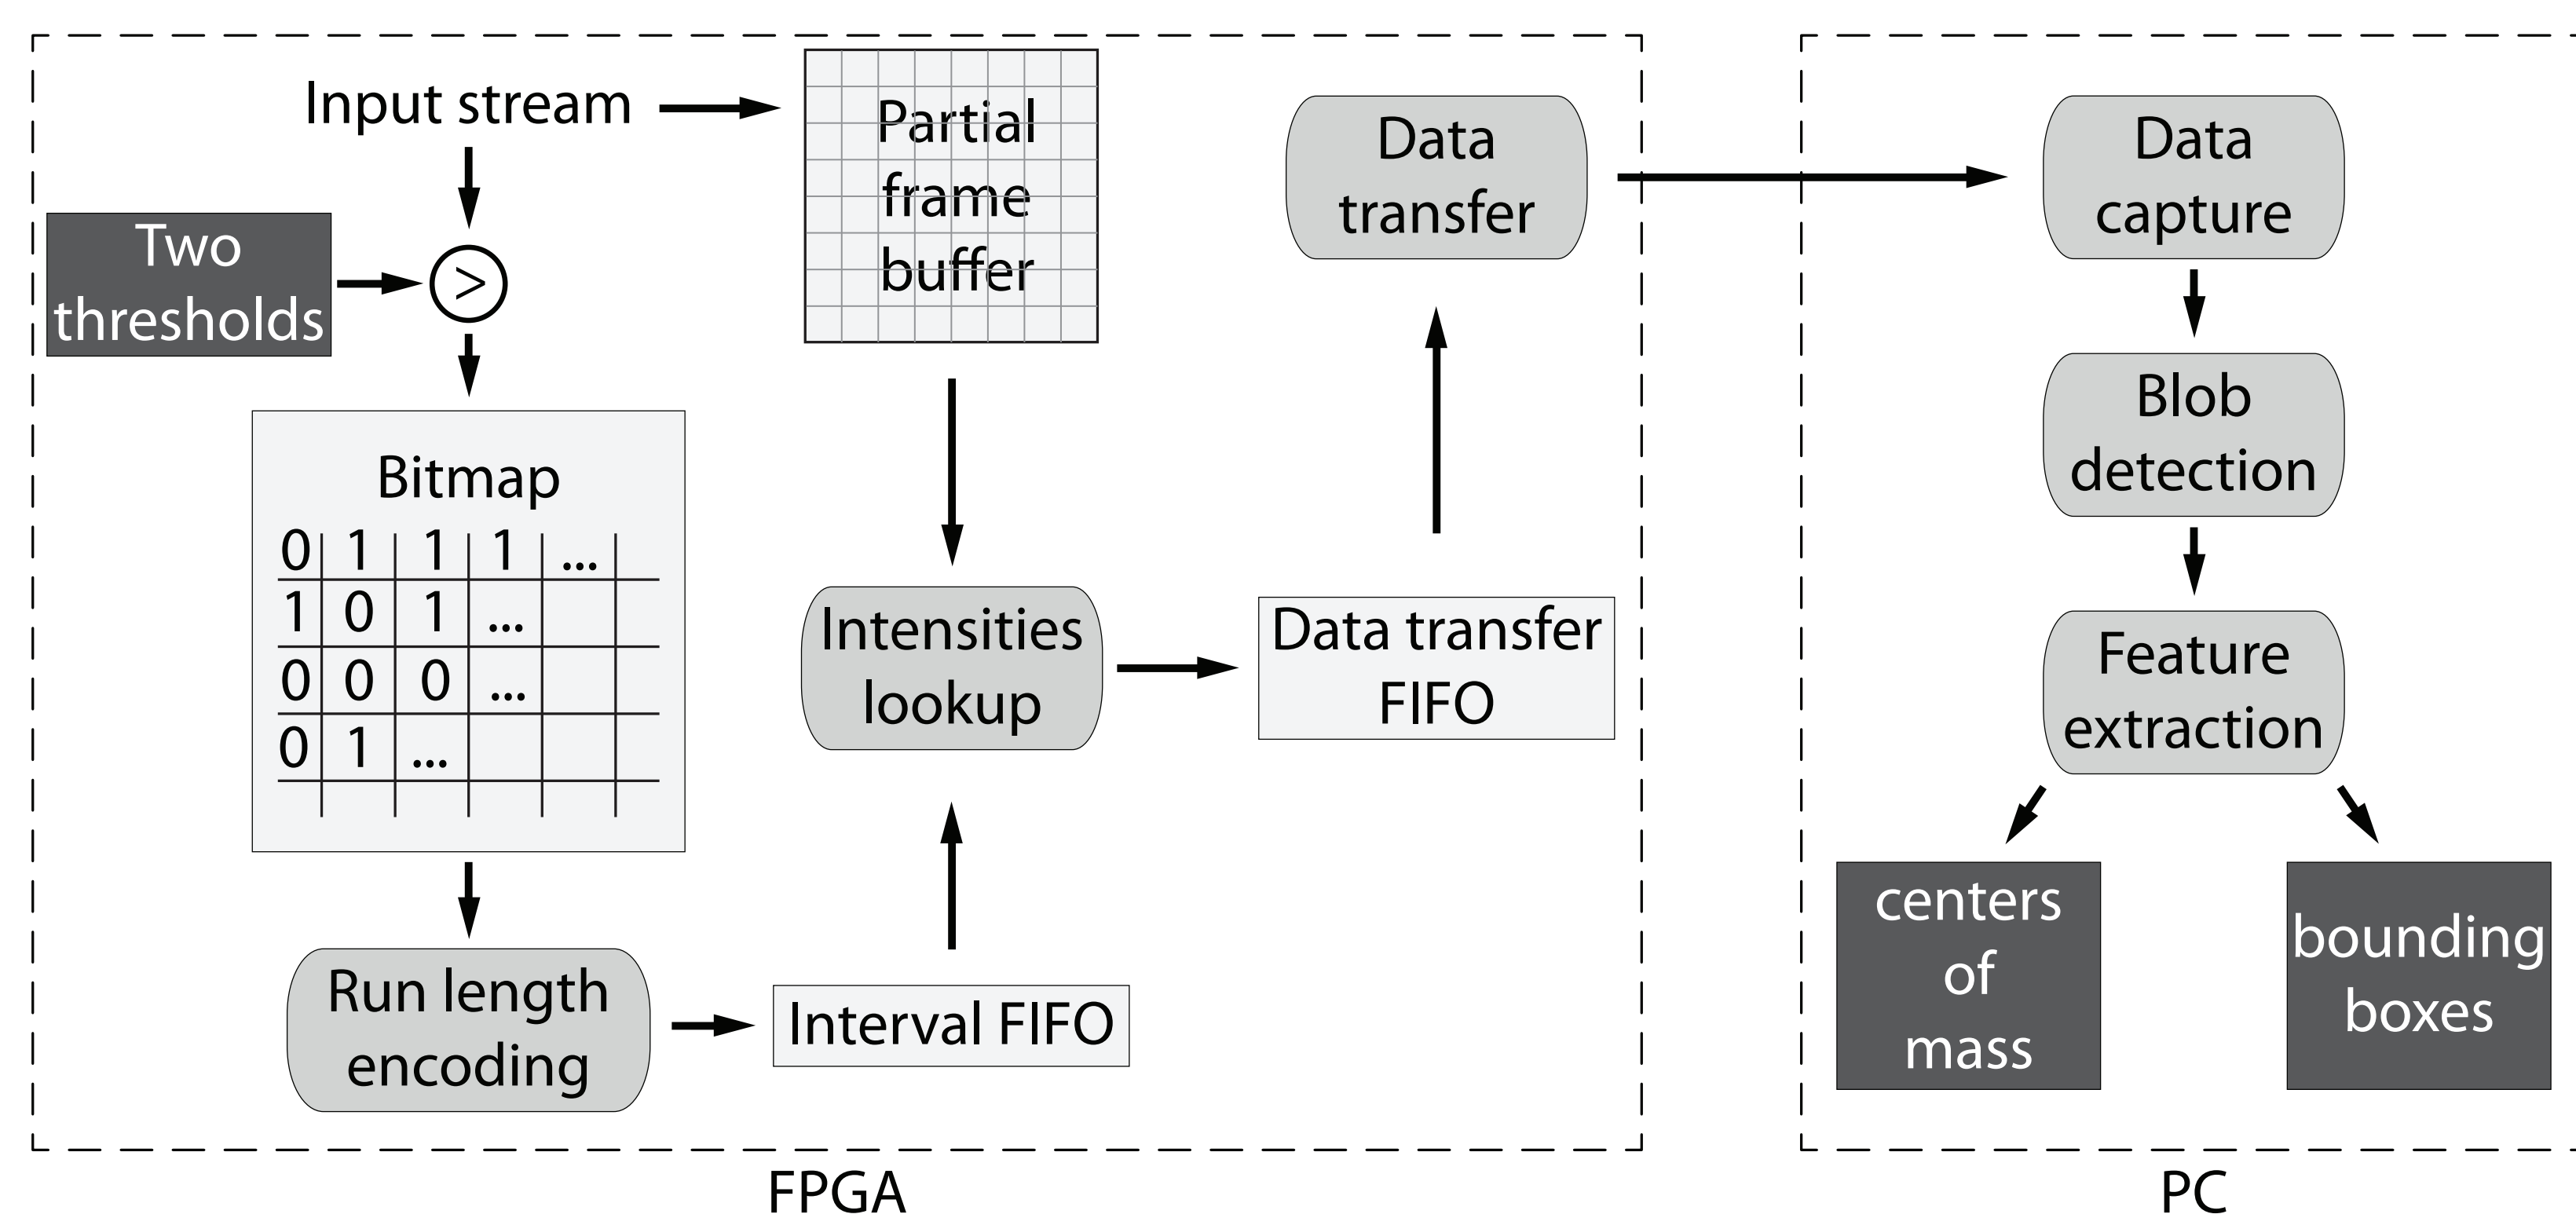 Input stream
Two
thresholds
>
Bitmap
0 1 1 1 ...
1 0 1 ...
0 0 0 ...
0 1 ...
Run length
encoding
Interval FIFO
Partial
frame
buffer
Intensities
lookup
Data transfer
FIFO
Data
transfer
FPGA
Data
capture
Blob
detection
Feature
extraction
centers
of
mass
bounding
boxes
PC